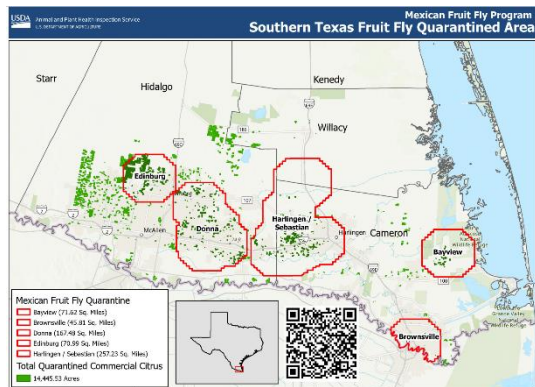 USDA
Animal and Plant Health Inspection Service
U.S. DEPARTMENT OF AGRICULTURE
Mexican Fruit Fly Program
Southern Texas Fruit Fly Quarantined Area
Starr
Hidalgo
Kenedy
Willacy
Edinburg
Donna
McAllen
Harlingen /
Sebastian
Harlingen
Cameron
Bayview
Brownsville
Mexican Fruit Fly Quarantine
Bayview (71.62 Sq. Miles)
Brownsville (45.81 Sq. Miles)
Donna (167.48 Sq. Miles)
Edinburg (70.99 Sq. Miles)
Harlingen / Sebastian (257.23 Sq. Miles)
Total Quarantined Commercial Citrus
14,445.53 Acres